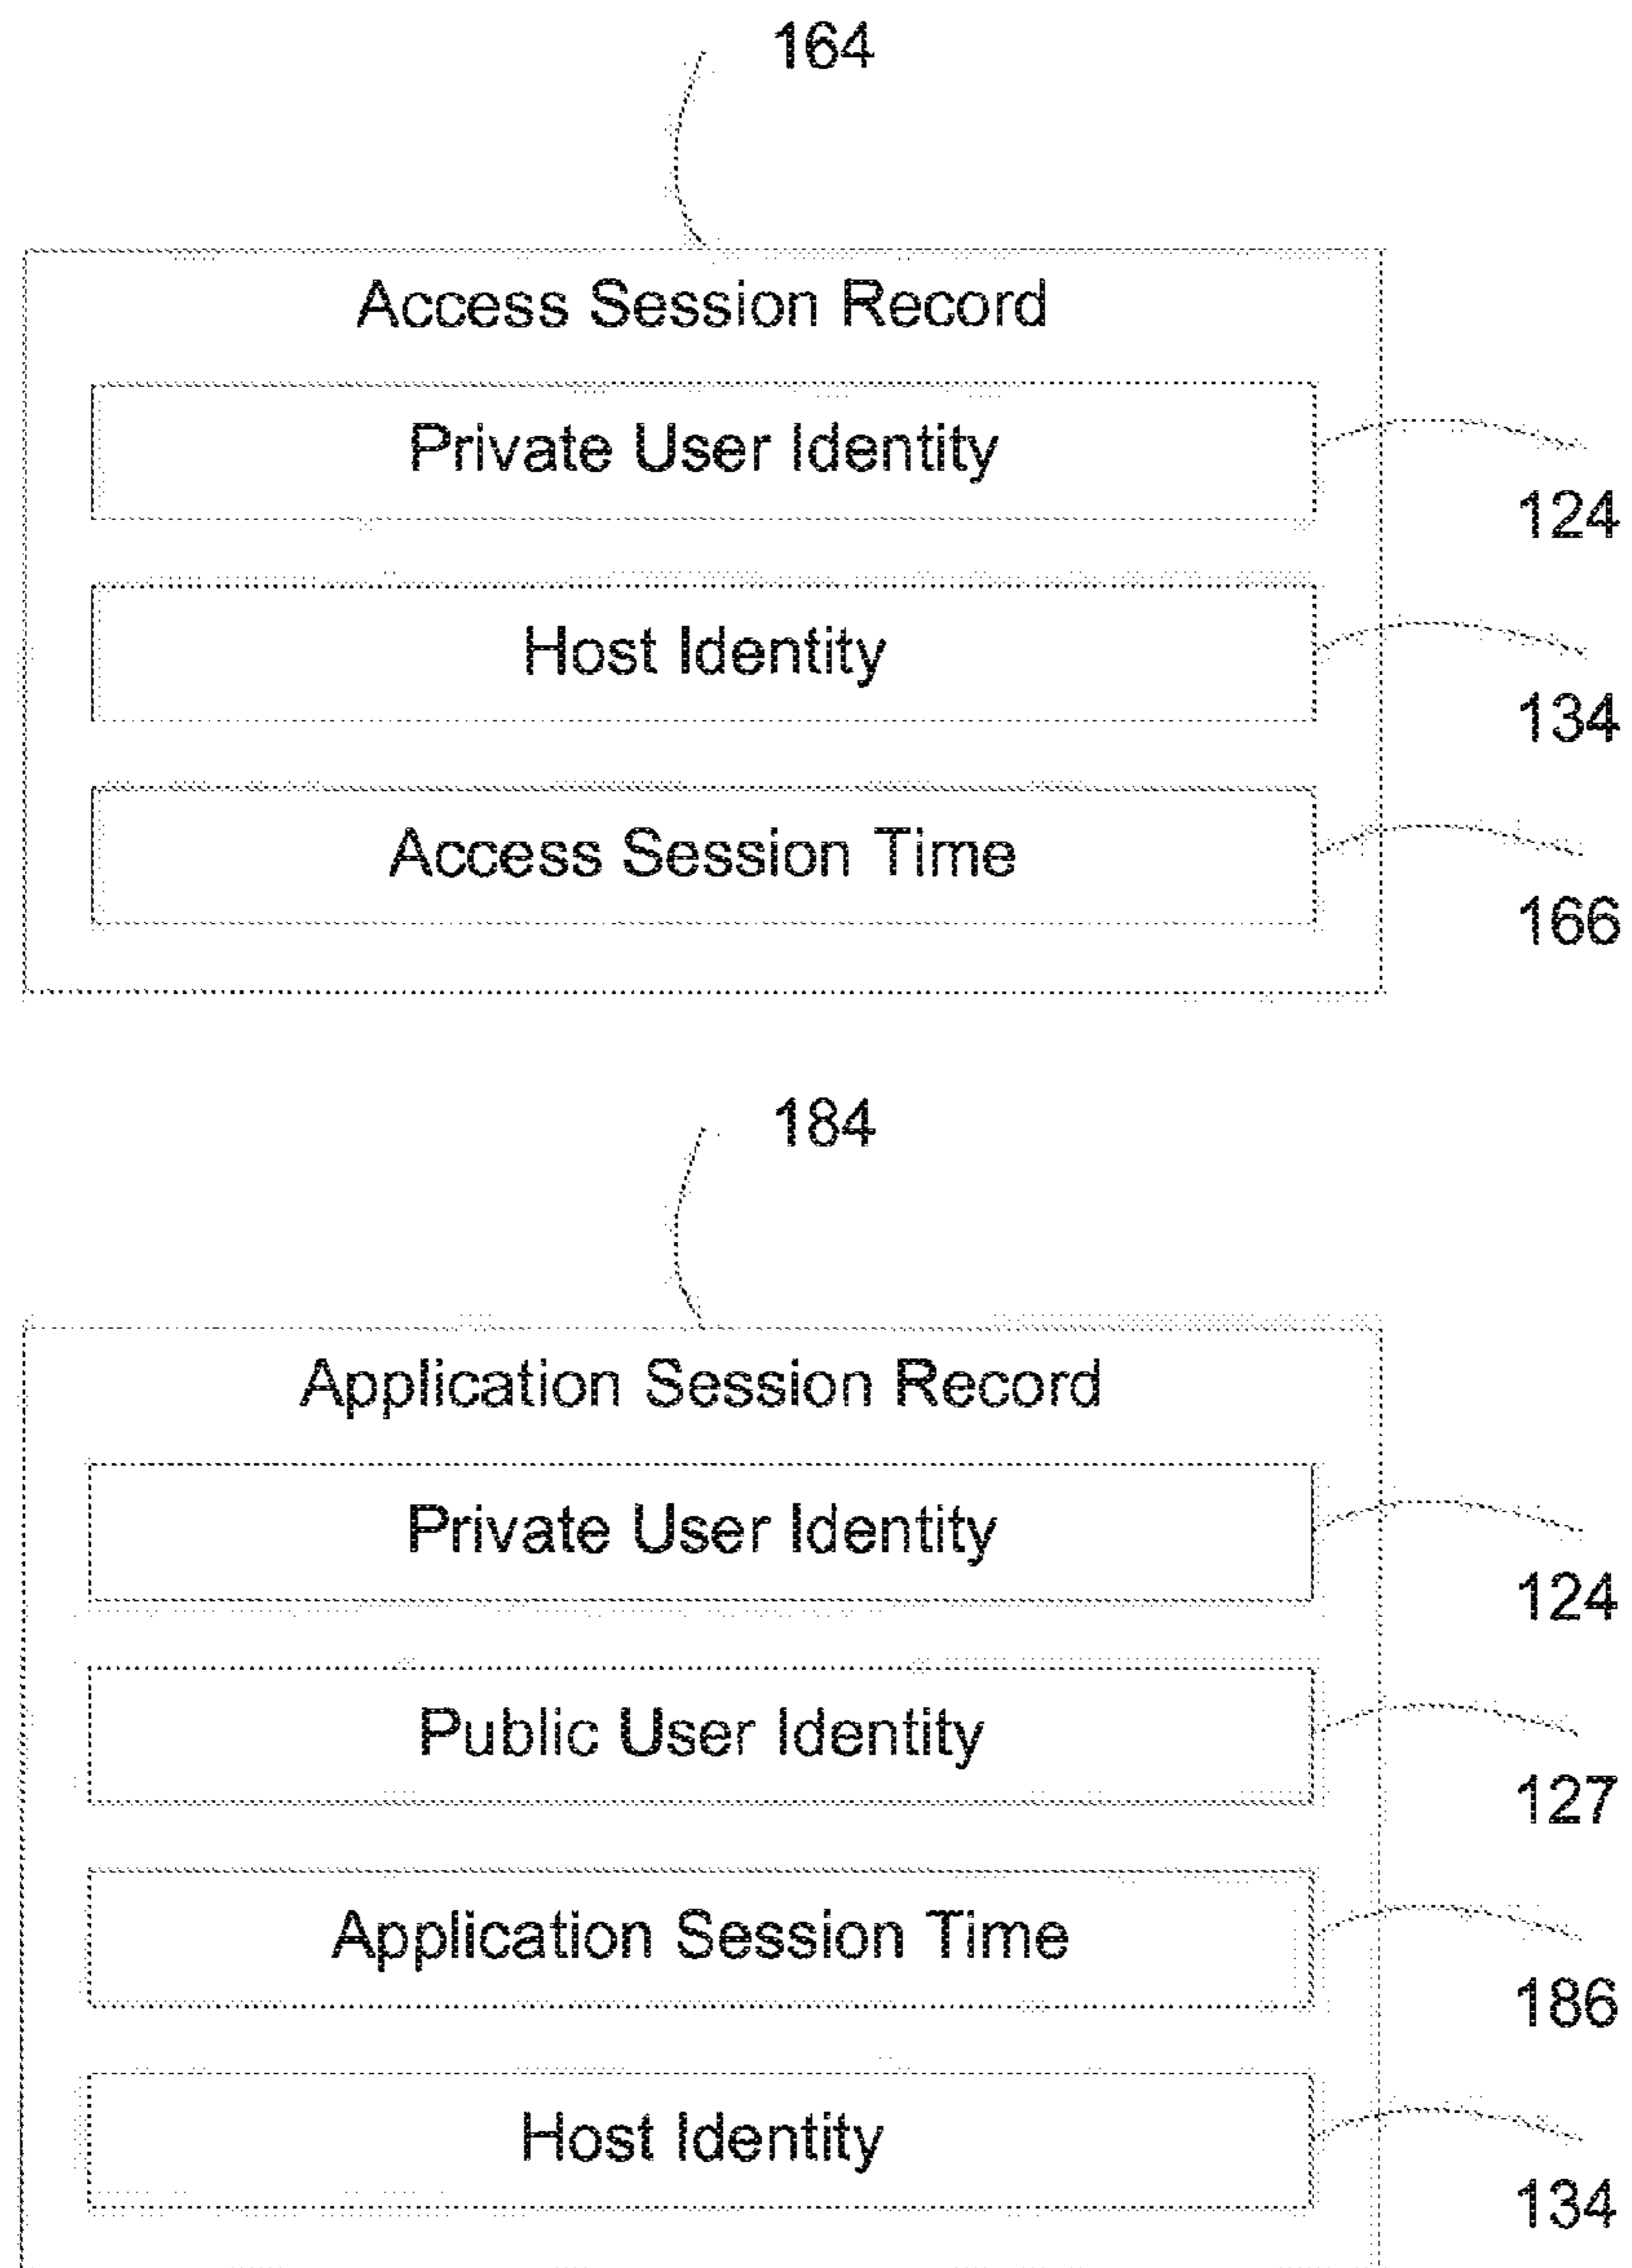 164
Access Session Record
Private User Identity
124
Host Identity
134
Access Session Time
166
184
Application Session Record
Private User Identity
124
Public User Identity
127
Application Session Time
186
Host Identity
134